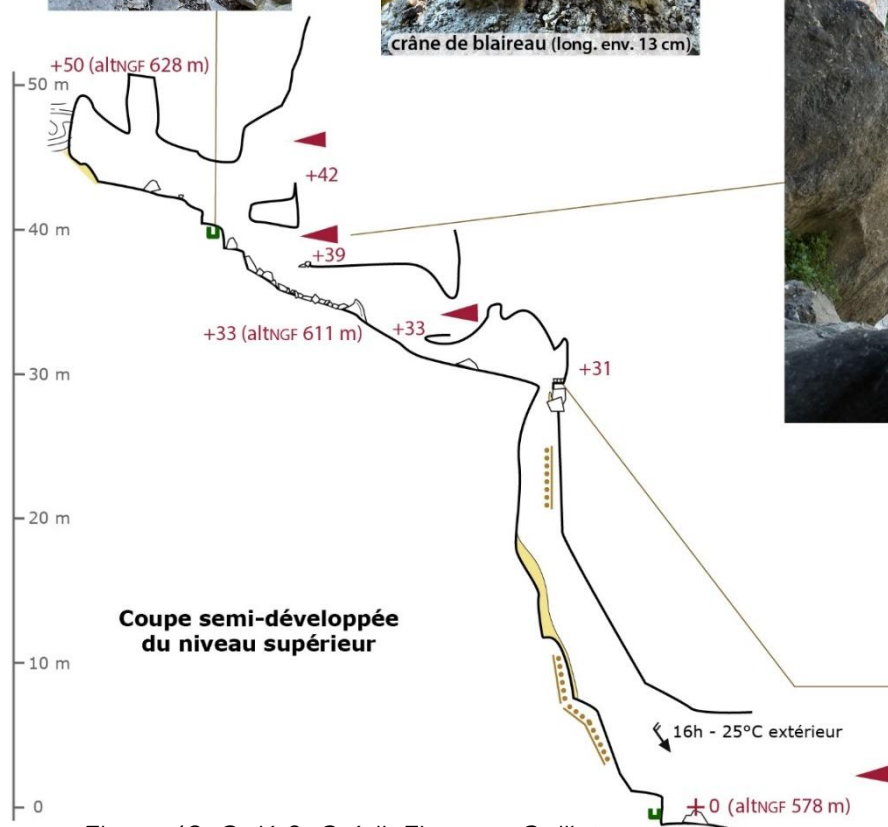 crâne de blaireau (long. env. 13 cm)
+50 (altNGF 628 m)
50 m
+42
40 m
+39
+33 (altNGF 611 m)
+33
30 m
+31
20 m
Coupe semi-développée
du niveau supérieur
10 m
16h - 25°C extérieur
0
0 (altNGF 578 m)